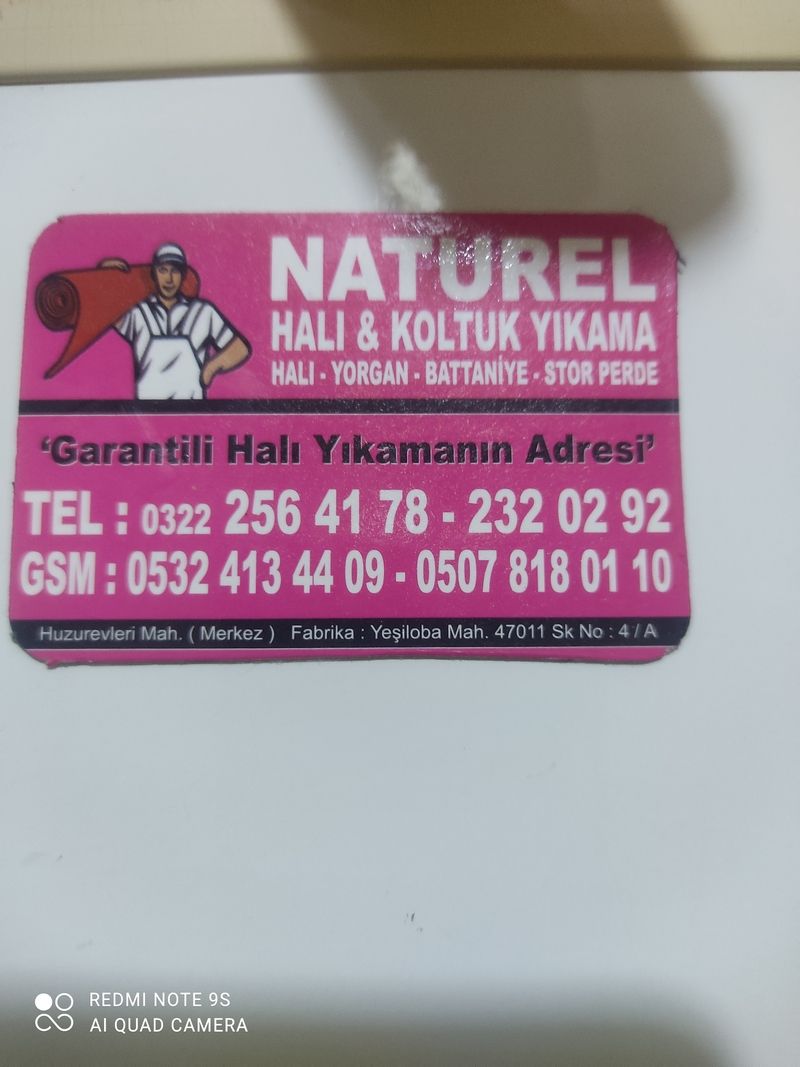 NATUREL
HALI & KOLTUK YIKAMA
HALI - YORGAN - BATTANİYE - STOR PERDE
‘Garantili Halı Yıkamanın Adresi’
TEL : 0322 256 41 78 - 232 02 92
GSM : 0532 413 44 09 - 0507 818 01 10
Huzurevleri Mah. ( Merkez ) Fabrika : Yeşiloba Mah. 47011 Sk No : 4 / A
REDMI NOTE 9S
AI QUAD CAMERA